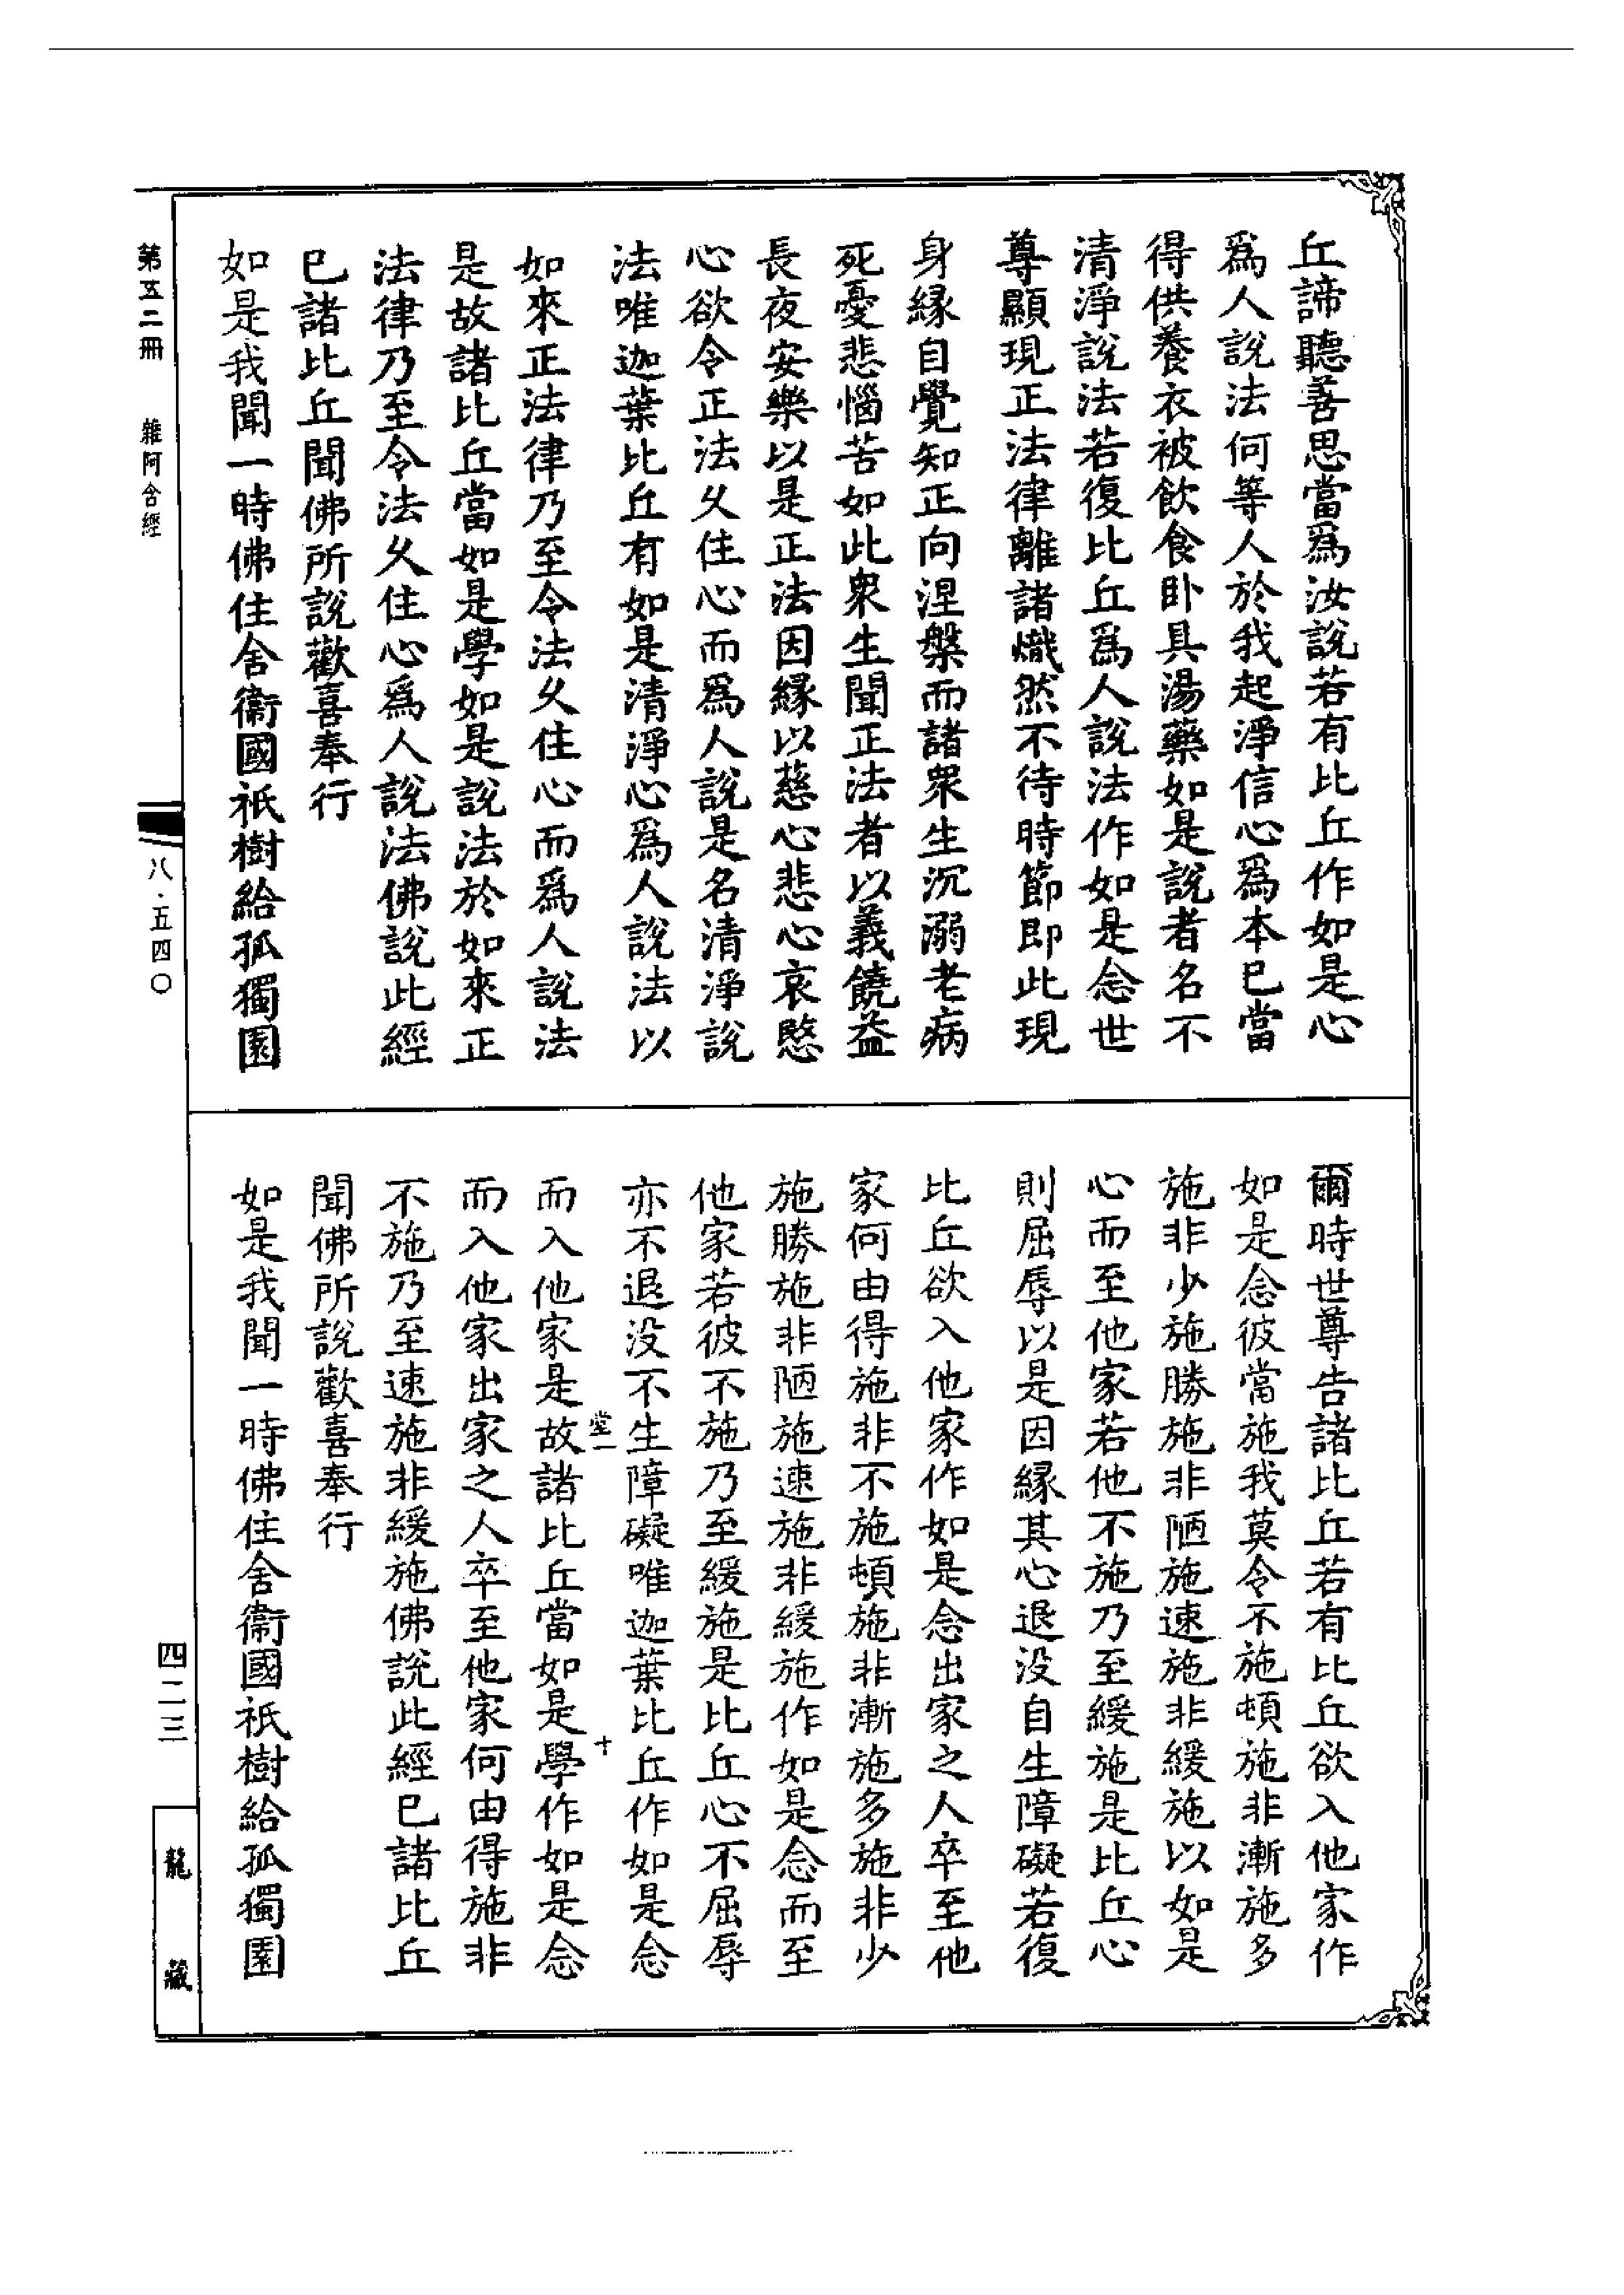 丘諦聽善思當爲汝說若有比丘作如是心
爲人說法何等人於我起淨信心爲本已當
得供養衣被飲食卧具湯藥如是說者名不
清淨說法若復比丘爲人說法作如是念世
尊顯現正法律離諸熾然不待時節即此現
身緣自覺知正向涅槃而諸衆生沉溺老病
死憂悲惱苦如此衆生聞正法者以義饒益
長夜安樂以是正法因緣以慈心悲心哀愍
心欲令正法久住心而爲人說是名清淨說
法唯迦葉比丘有如是清淨心爲人說法以
如來正法律乃至令法久住心而爲人說法
是故諸比丘當如是學如是說法於如來正
法律乃至令法久住心爲人說法佛說此經
已諸比丘聞佛所說歡喜奉行
如是我聞一時佛住舍衞國祇樹給孤獨園
爾時世尊告諸比丘若有比丘欲入他家作
如是念彼當施我莫令不施頓施非漸施多
施非少施勝施非陋施速施非緩施以如是
心而至他家若他不施乃至緩施是比丘心
則屈辱以是因緣其心退没自生障礙若復
比丘欲入他家作如是念出家之人卒至他
家何由得施非不施頓施非漸施多施非少
施勝施非陋施速施非緩施作如是念而至
他家若彼不施乃至緩施是比丘心不屈辱
亦不退没不生障礙唯迦葉比丘作如是念
堂一 十
而入他家是故諸比丘當如是學作如是念
而入他家出家之人卒至他家何由得施非
不施乃至速施非緩施佛說此經已諸比丘
聞佛所說歡喜奉行
如是我聞一時佛住舍衞國祇樹給孤獨園
第五二冊 雜阿含經
八·五四〇
四二三
龍藏